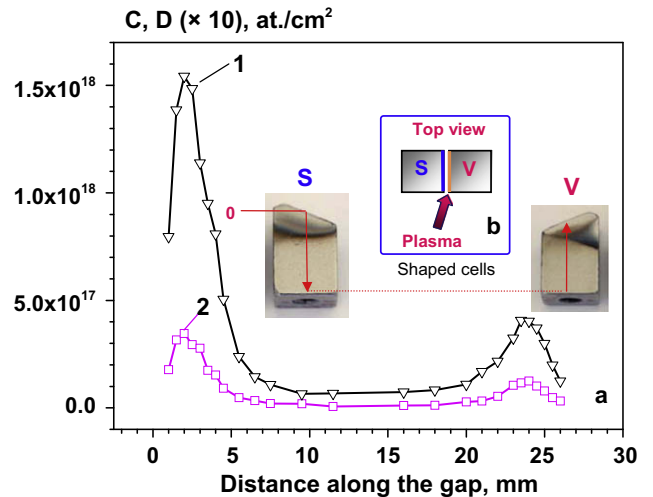 C, D (× 10), at./cm²
1.5x10¹⁸
1.0x10¹⁸
5.0x10¹⁷
0.0
1
2
S
0
Top view
S V
Plasma
b
Shaped cells
V
a
0 5 10 15 20 25 30
Distance along the gap, mm